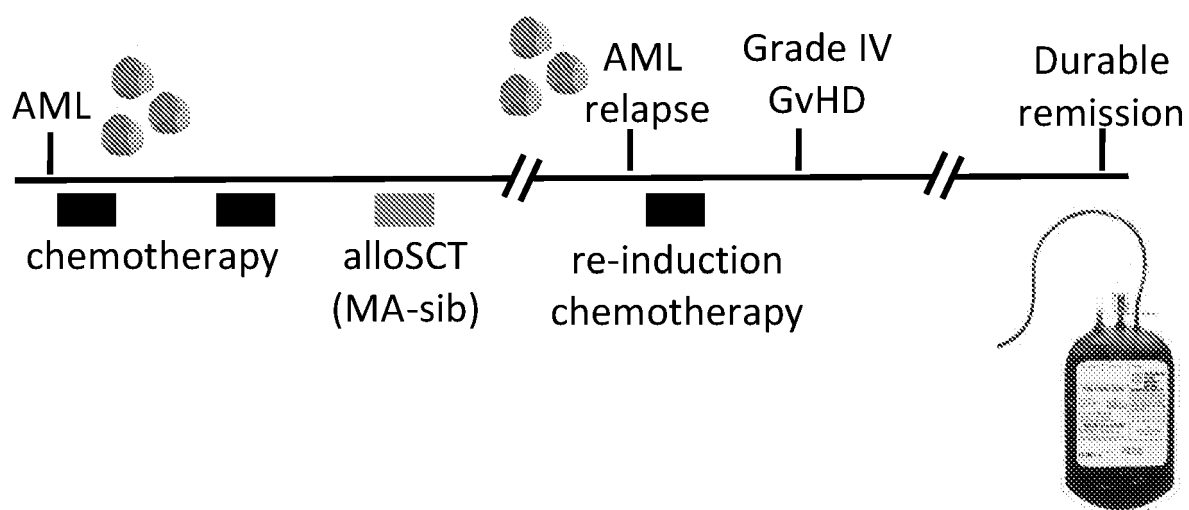 AML
AML
relapse
Grade IV
GvHD
Durable
remission
chemotherapy
alloSCT
(MA-sib)
re-induction
chemotherapy